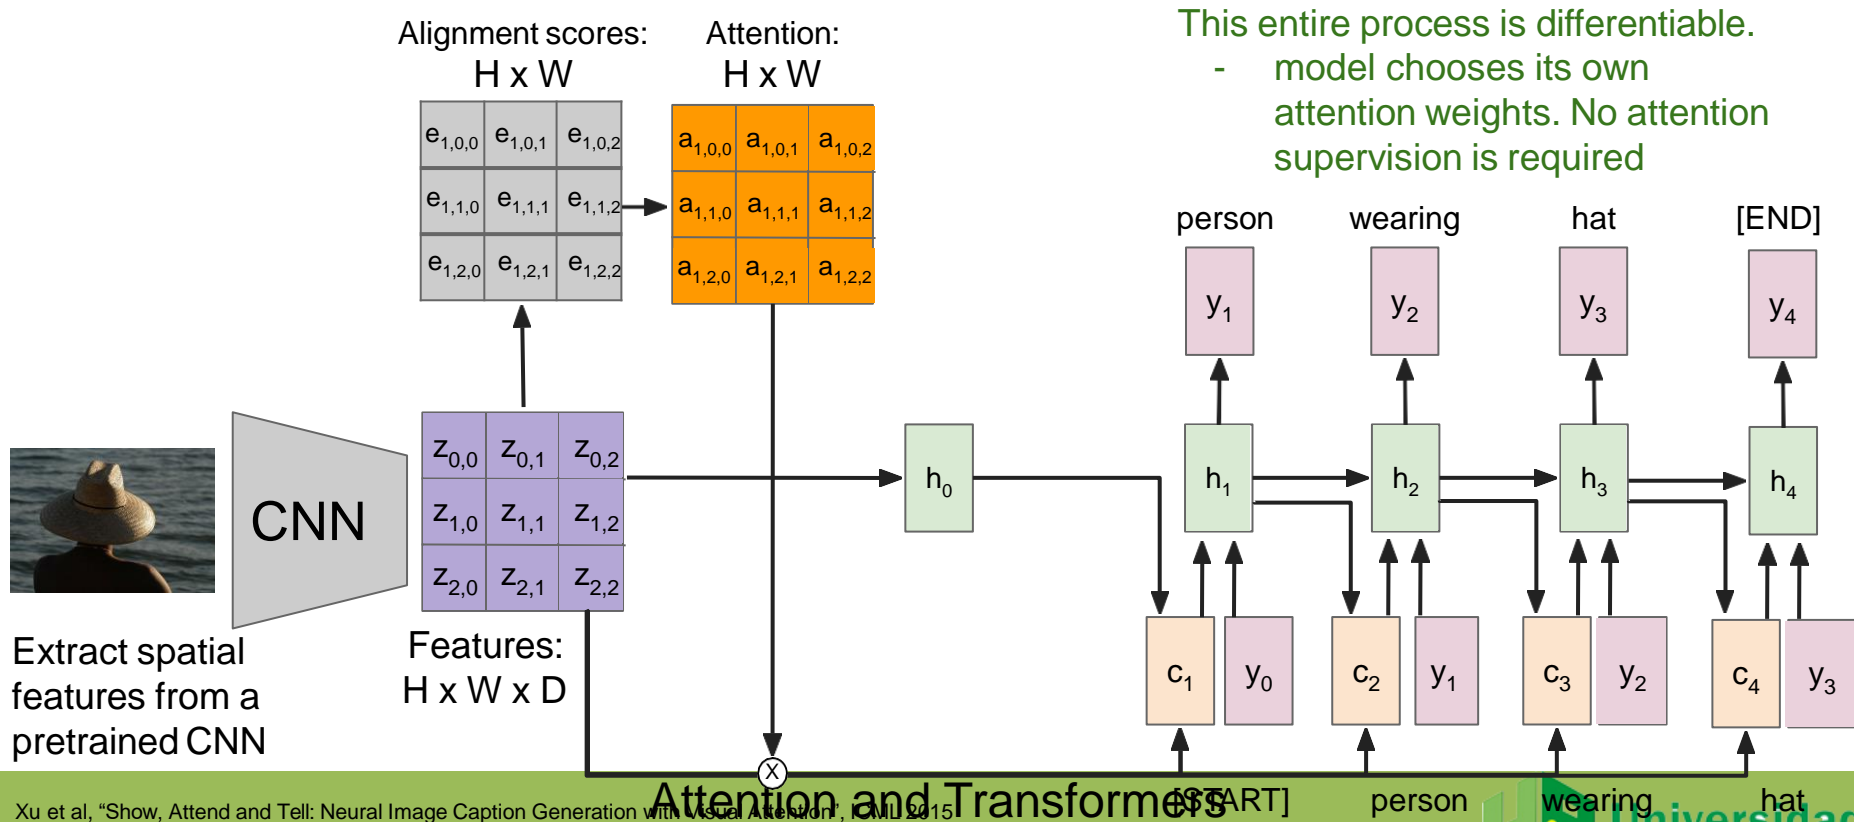 Alignment scores:
H x W
Attention:
H x W
This entire process is differentiable.
- model chooses its own
attention weights. No attention
supervision is required
e1,0,0 e1,0,1 e1,0,2
e1,1,0 e1,1,1 e1,1,2
e1,2,0 e1,2,1 e1,2,2
a1,0,0 a1,0,1 a1,0,2
a1,1,0 a1,1,1 a1,1,2
a1,2,0 a1,2,1 a1,2,2
person wearing hat [END]
y1 y2 y3 y4
CNN
z0,0 z0,1 z0,2
z1,0 z1,1 z1,2
z2,0 z2,1 z2,2
h0 h1 h2 h3 h4
Extract spatial
features from a
pretrained CNN
Features:
H x W x D
c1 y0 c2 y1 c3 y2 c4 y3
X
Attention and Transformers
[START] person wearing hat
Xu et al, “Show, Attend and Tell: Neural Image Caption Generation with Visual Attention”, ICML 2015
Universidad